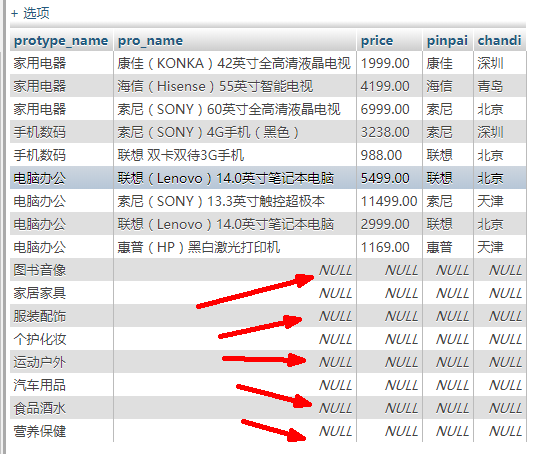 + 选项
protype_name pro_name price pinpai chandi
家用电器 康佳（KONKA）42英寸全高清液晶电视 1999.00 康佳 深圳
家用电器 海信（Hisense）55英寸智能电视 4199.00 海信 青岛
家用电器 索尼（SONY）60英寸全高清液晶电视 6999.00 索尼 北京
手机数码 索尼（SONY）4G手机（黑色） 3238.00 索尼 深圳
手机数码 联想 双卡双待3G手机 988.00 联想 北京
电脑办公 联想（Lenovo）14.0英寸笔记本电脑 5499.00 联想 北京
电脑办公 索尼（SONY）13.3英寸触控超极本 11499.00 索尼 天津
电脑办公 联想（Lenovo）14.0英寸笔记本电脑 2999.00 联想 北京
电脑办公 惠普（HP）黑白激光打印机 1169.00 惠普 天津
图书音像 NULL NULL NULL NULL
家居家具 NULL NULL NULL NULL
服装配饰 NULL NULL NULL NULL
个护化妆 NULL NULL NULL NULL
运动户外 NULL NULL NULL NULL
汽车用品 NULL NULL NULL NULL
食品酒水 NULL NULL NULL NULL
营养保健 NULL NULL NULL NULL